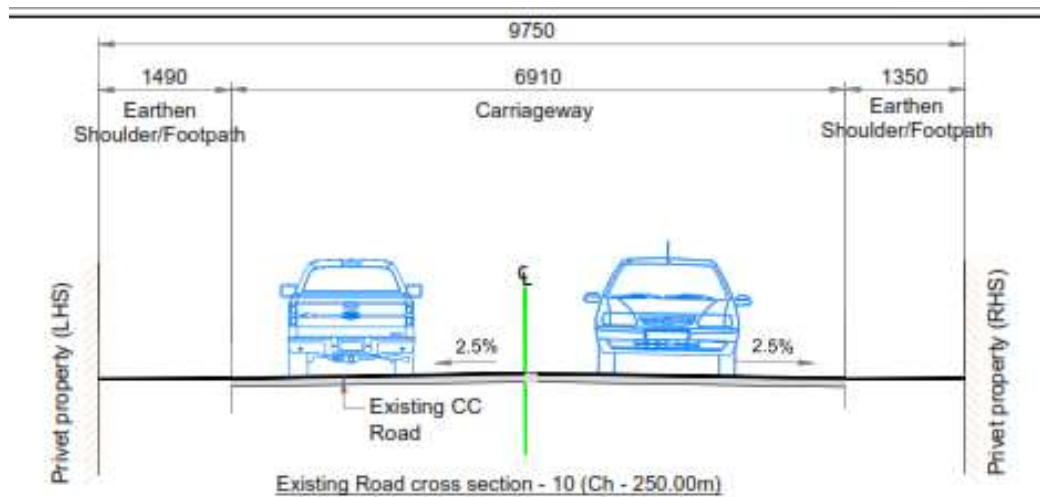 9750
1490
6910
1350
Earthen
Shoulder/Footpath
Carriageway
Earthen
Shoulder/Footpath
℄
2.5%
2.5%
Privet property (LHS)
Privet property (RHS)
Existing CC
Road
Existing Road cross section - 10 (Ch - 250.00m)